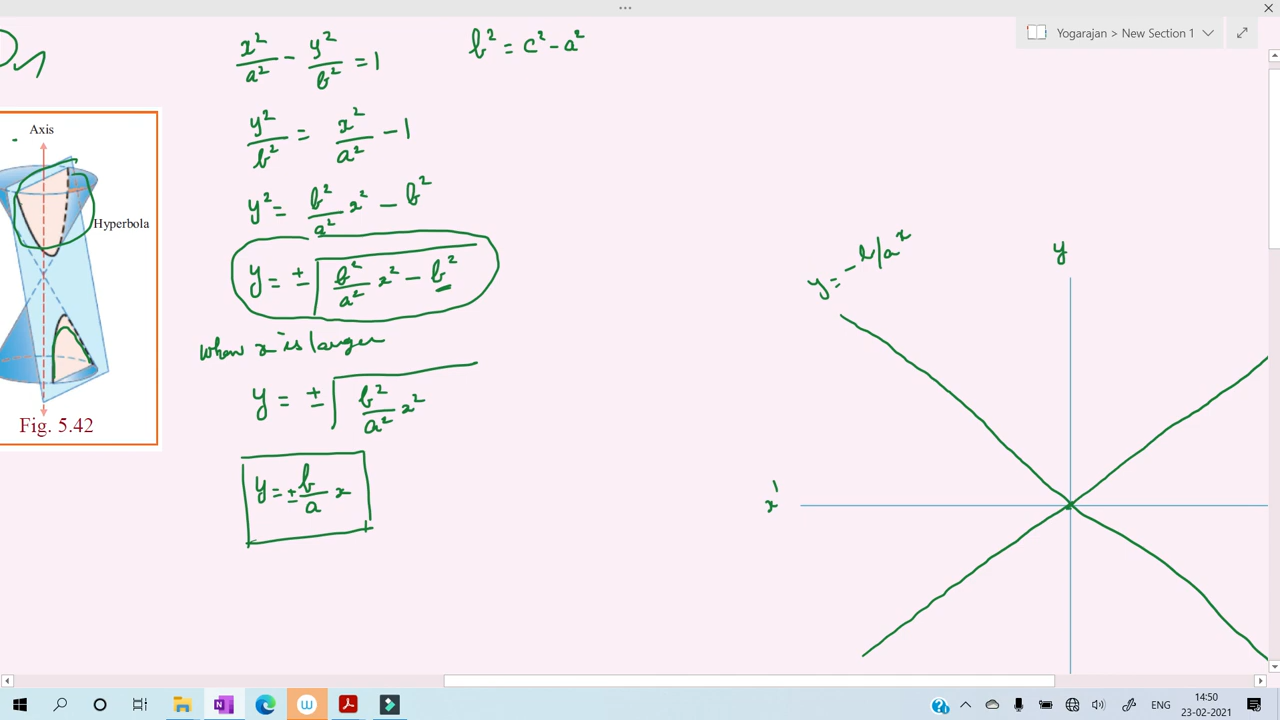 Yogarajan > New Section 1
x²/a² - y²/b² = 1
b² = c² - a²
y²/b² = x²/a² - 1
y² = b²/a² x² - b²
y = ± √(b²/a² x² - b²)
when x is larger
y = ± √(b²/a² x²)
y = ± b/a x
Axis
Hyperbola
Fig. 5.42
y = -b/a x
y
x'
ENG
14:50
23-02-2021